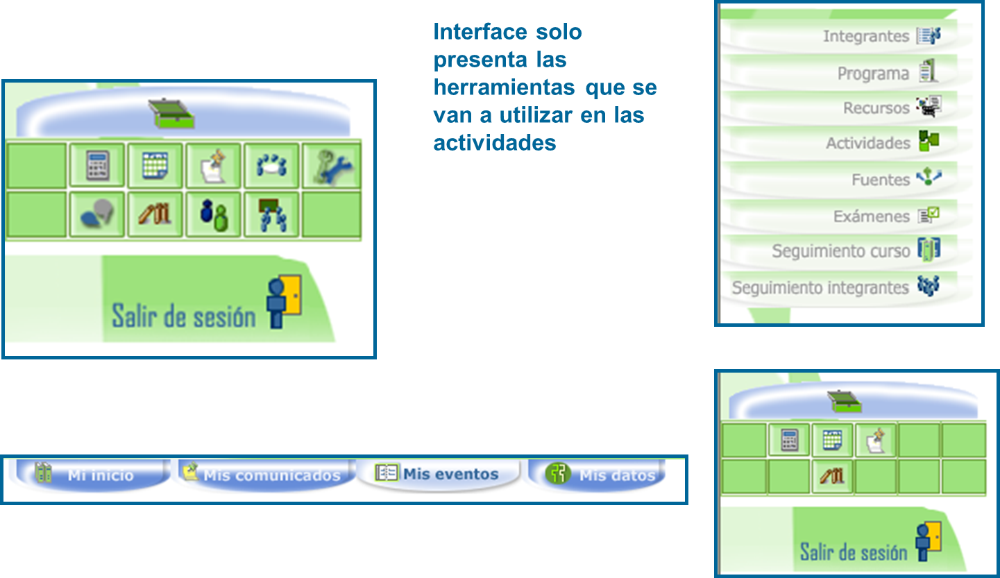 Interface solo
presenta las
herramientas que se
van a utilizar en las
actividades
Integrantes
Programa
Recursos
Actividades
Fuentes
Exámenes
Seguimiento curso
Seguimiento integrantes
Salir de sesión
Mi inicio
Mis comunicados
Mis eventos
Mis datos
Salir de sesión